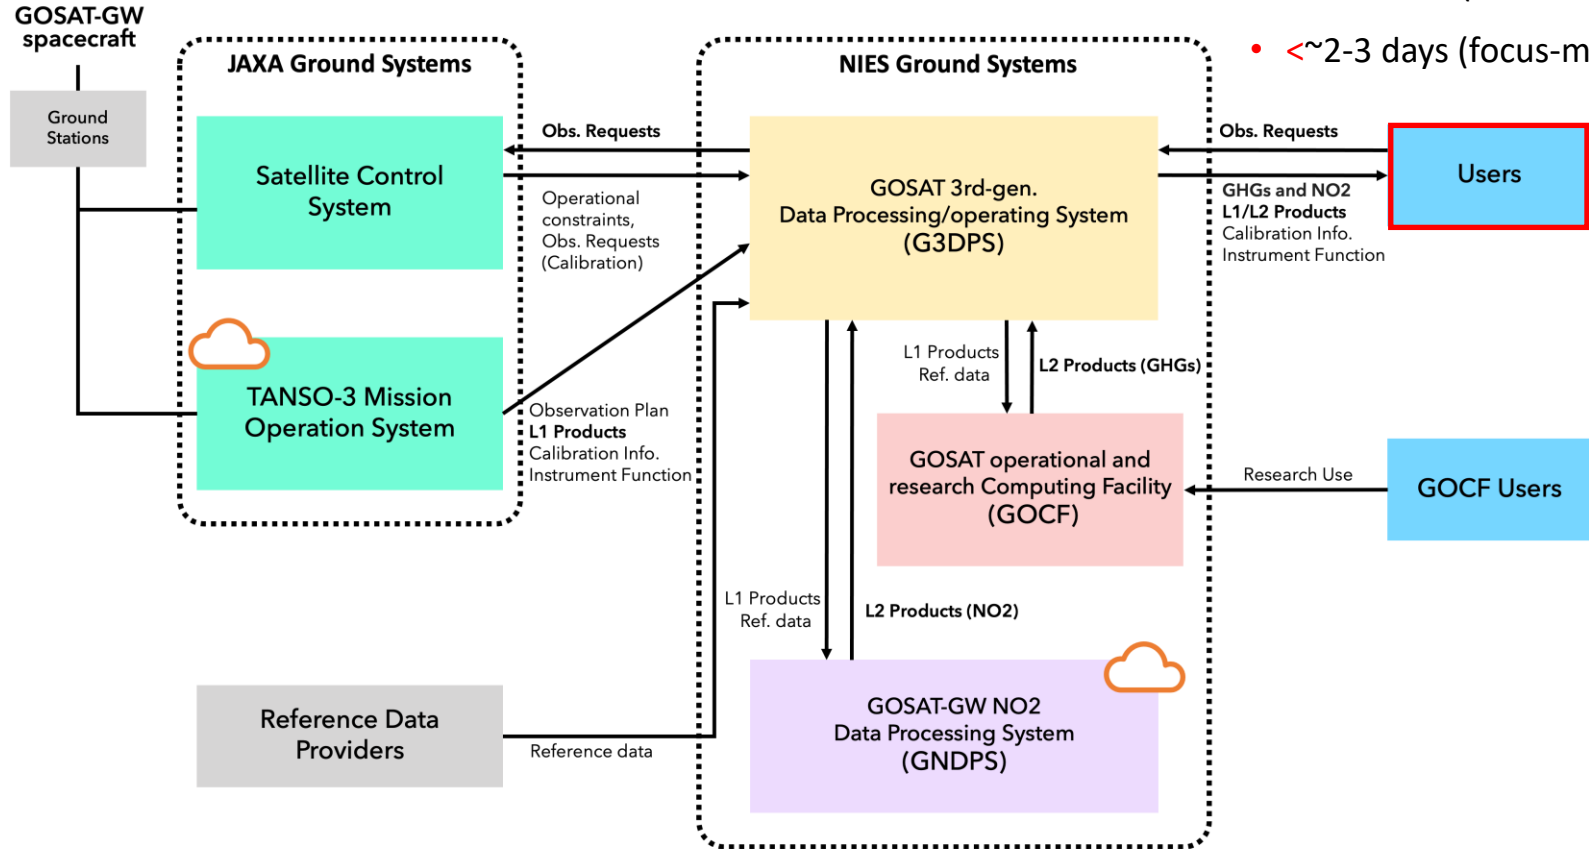 GOSAT-GW
spacecraft
Ground
Stations
JAXA Ground Systems
Satellite Control
System
TANSO-3 Mission
Operation System
Obs. Requests
Operational
constraints,
Obs. Requests
(Calibration)
Observation Plan
L1 Products
Calibration Info.
Instrument Function
Reference Data
Providers
Reference data
NIES Ground Systems
GOSAT 3rd-gen.
Data Processing/operating System
(G3DPS)
L1 Products
Ref. data
L2 Products (GHGs)
GOSAT operational and
research Computing Facility
(GOCF)
L1 Products
Ref. data
L2 Products (NO2)
GOSAT-GW NO2
Data Processing System
(GNDPS)
• <~2-3 days (focus-m
Obs. Requests
GHGs and NO2
L1/L2 Products
Calibration Info.
Instrument Function
Users
Research Use
GOCF Users